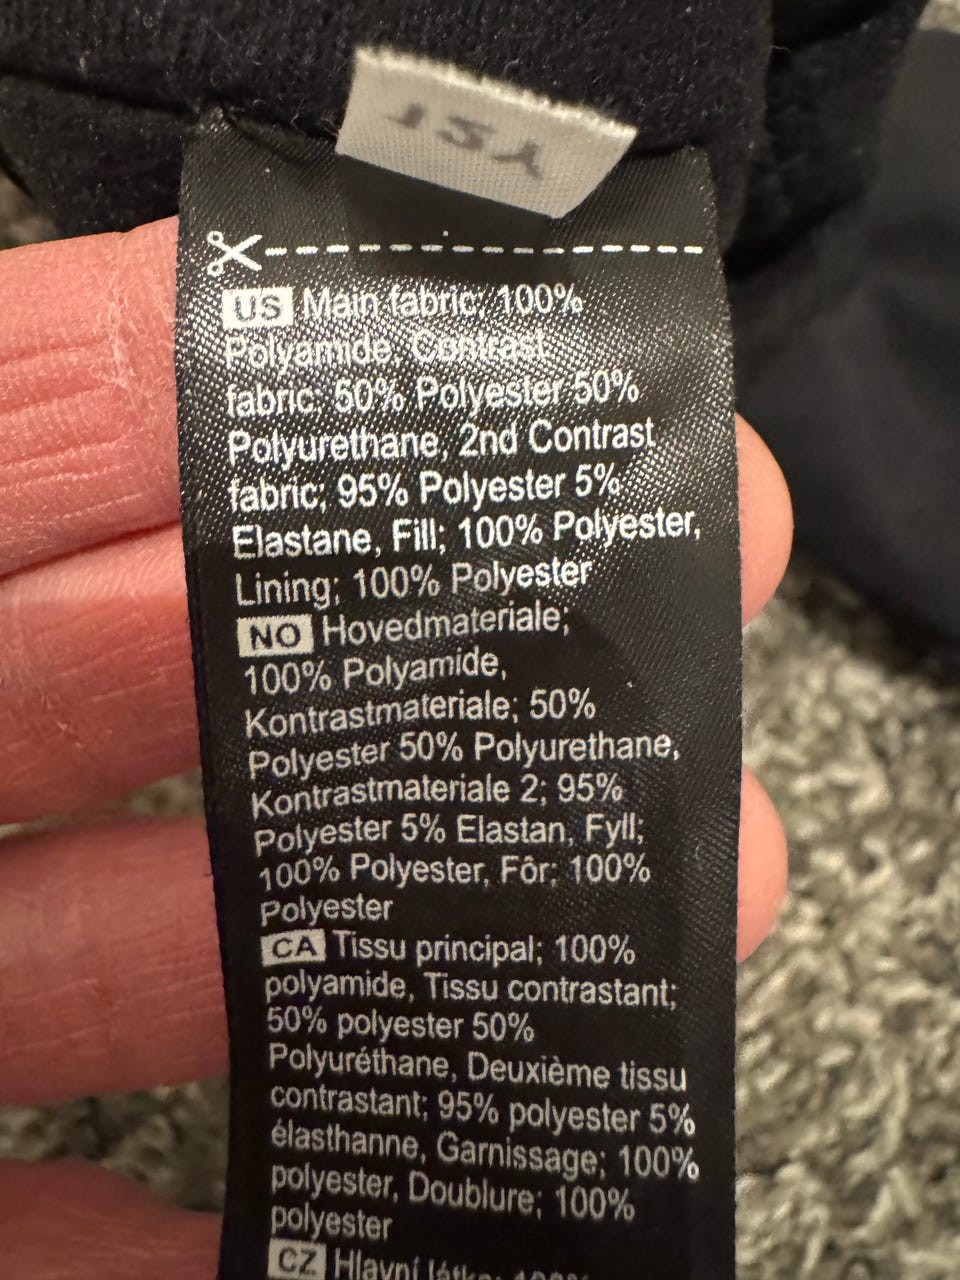 US Main fabric; 100%
Polyamide, Contrast
fabric; 50% Polyester 50%
Polyurethane, 2nd Contrast
fabric; 95% Polyester 5%
Elastane, Fill; 100% Polyester,
Lining; 100% Polyester
NO Hovedmateriale;
100% Polyamide,
Kontrastmateriale; 50%
Polyester 50% Polyurethane,
Kontrastmateriale 2; 95%
Polyester 5% Elastan, Fyll;
100% Polyester, Fôr; 100%
Polyester
CA Tissu principal; 100%
polyamide, Tissu contrastant;
50% polyester 50%
Polyuréthane, Deuxième tissu
contrastant; 95% polyester 5%
élasthanne, Garnissage; 100%
polyester, Doublure; 100%
polyester
CZ Hlavní látka; 100%